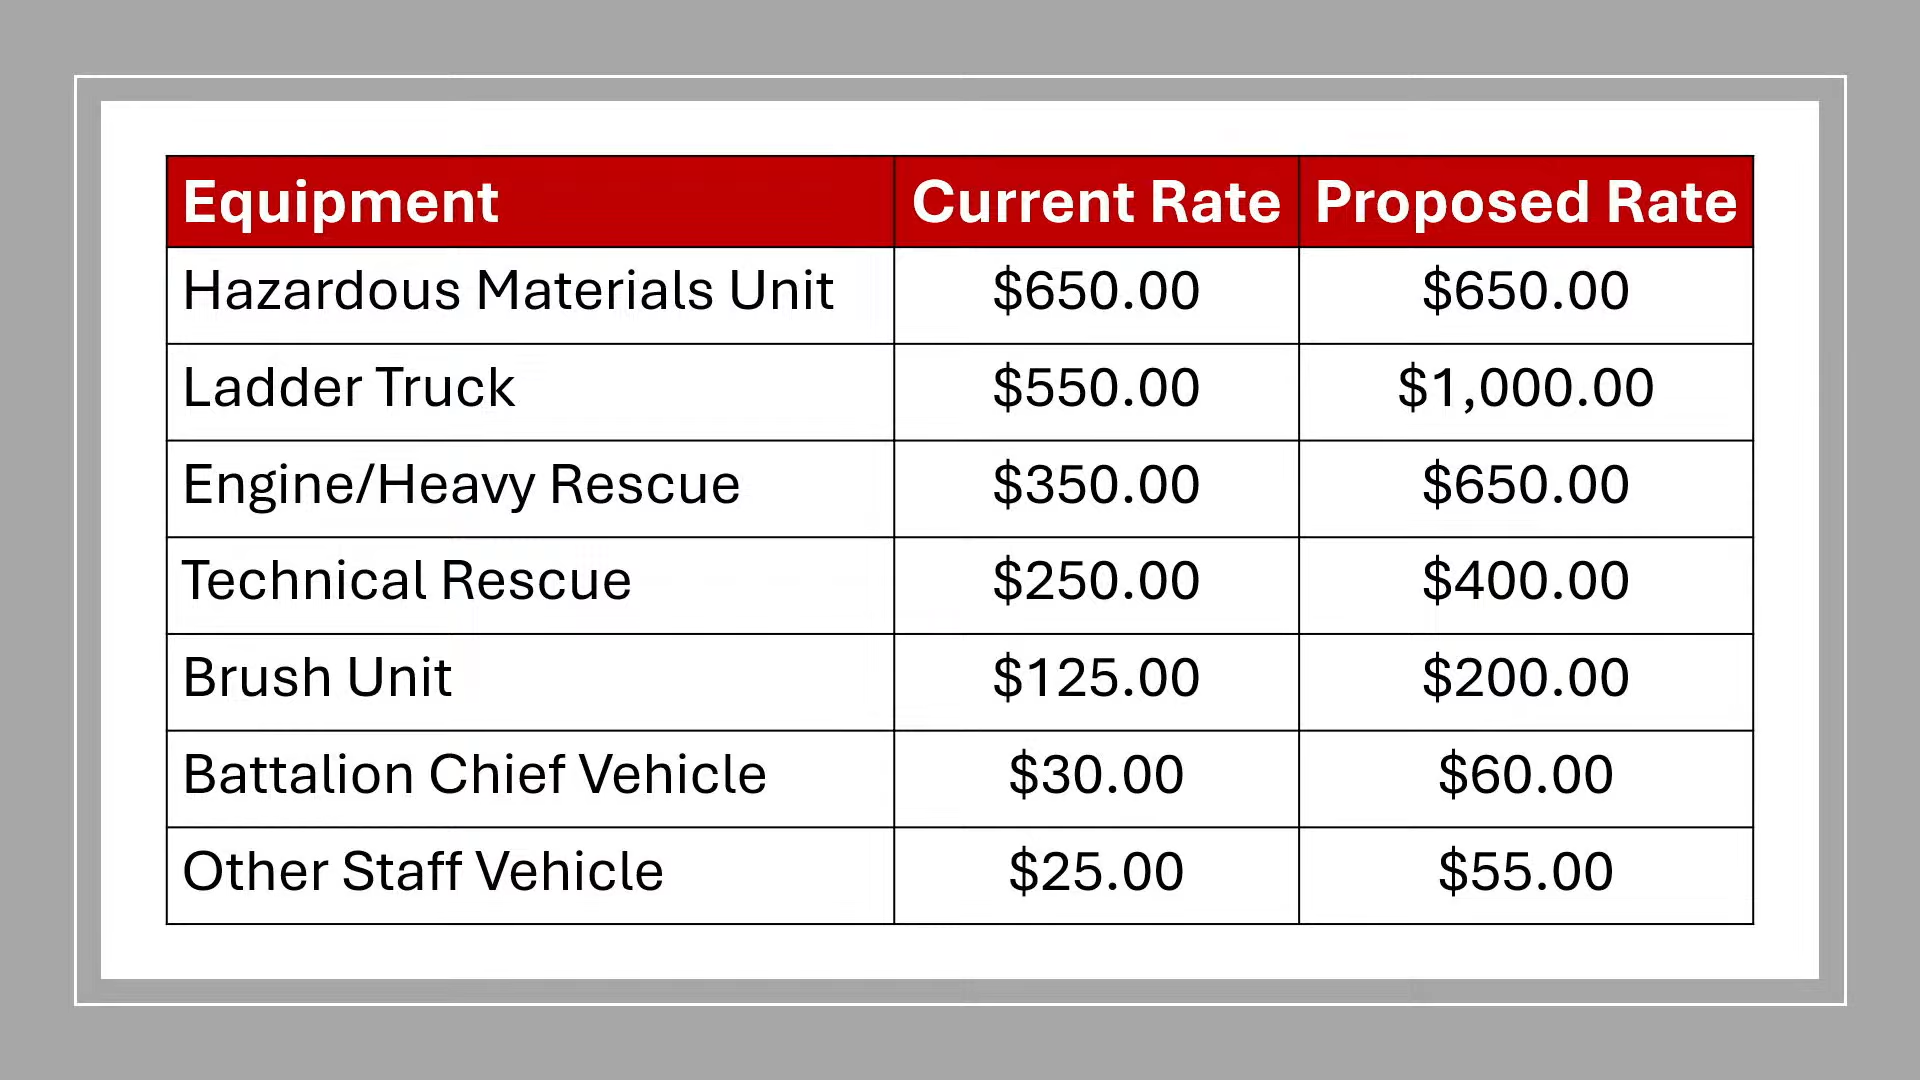 Equipment Current Rate Proposed Rate
Hazardous Materials Unit $650.00 $650.00
Ladder Truck $550.00 $1,000.00
Engine/Heavy Rescue $350.00 $650.00
Technical Rescue $250.00 $400.00
Brush Unit $125.00 $200.00
Battalion Chief Vehicle $30.00 $60.00
Other Staff Vehicle $25.00 $55.00